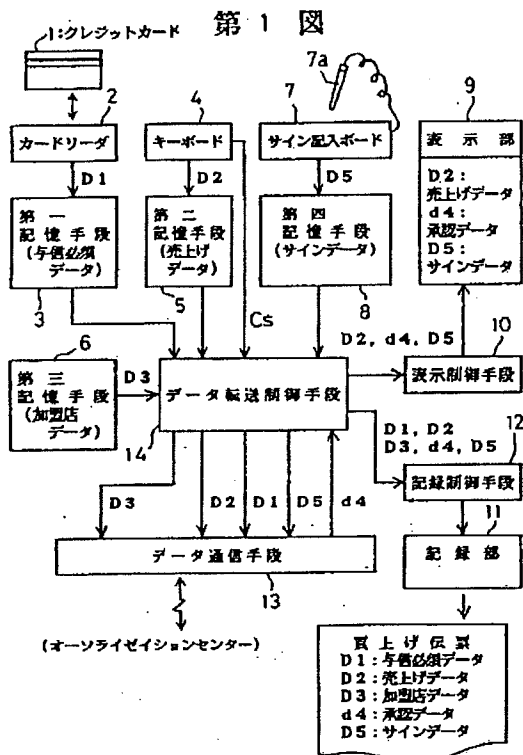 第1図
1:クレジットカード
7a
2
4
7
9
カードリーダ
キーボード
サイン記入ボード
表示部
D2:
売上げデータ
d4:
承認データ
D5:
サインデータ
D1
D2
D5
第一
記憶手段
(与信必須
データ)
第二
記憶手段
(売上げ
データ)
第四
記憶手段
(サインデータ)
3
5
8
Cs
6
D2, d4, D5
10
第三
記憶手段
(加盟店
データ)
D3
データ転送制御手段
表示制御手段
14
D1, D2
D3, d4, D5
12
記録制御手段
D3
D2
D1
D5
d4
11
データ通信手段
記録部
13
(オーソライゼイションセンター)
買上げ伝票
D1:与信必須データ
D2:売上げデータ
D3:加盟店データ
d4:承認データ
D5:サインデータ